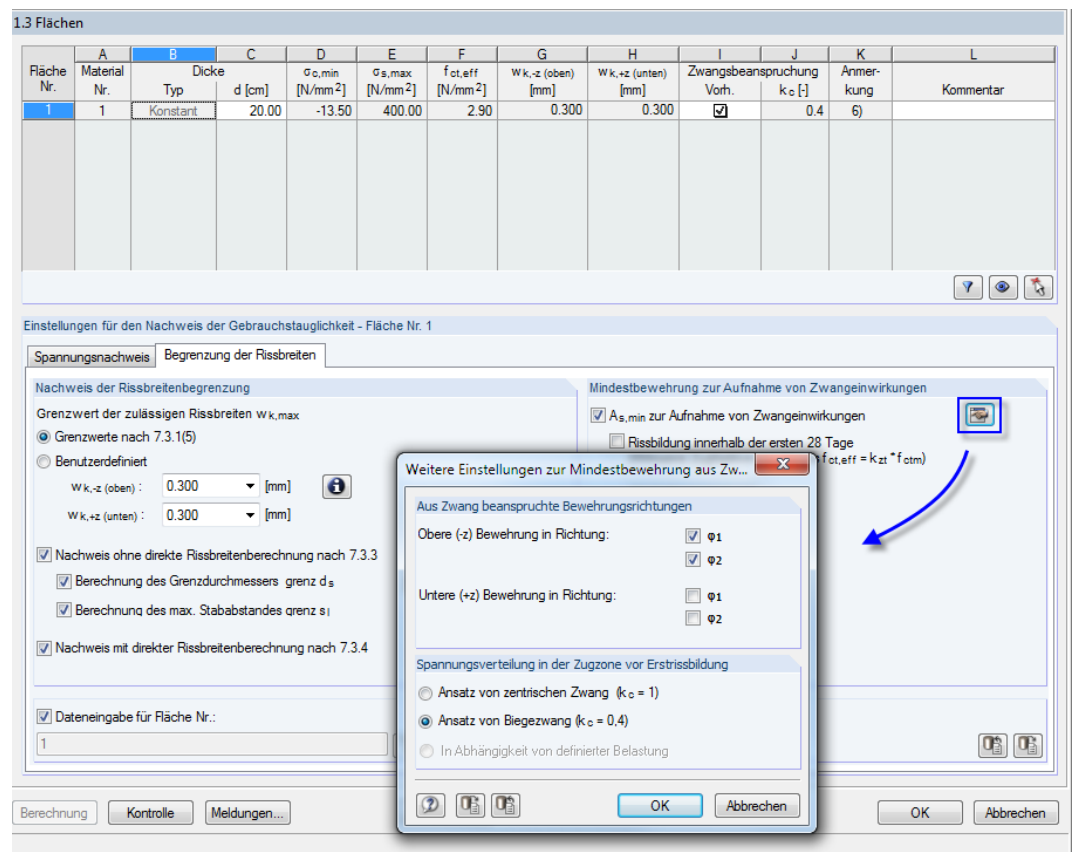 1.3 Flächen
A B C D E F G H I J K L
Fläche Material Dicke σc,min σs,max fct,eff wk,-z (oben) wk,+z (unten) Zwangsbeanspruchung Anmer-
Nr. Nr. Typ d [cm] [N/mm²] [N/mm²] [N/mm²] [mm] [mm] Vorh. kc [-] kung Kommentar
1 1 Konstant 20.00 -13.50 400.00 2.90 0.300 0.300 0.4 6)
Einstellungen für den Nachweis der Gebrauchstauglichkeit - Fläche Nr. 1
Spannungsnachweis Begrenzung der Rissbreiten
Nachweis der Rissbreitenbegrenzung
Grenzwert der zulässigen Rissbreiten wk,max
Grenzwerte nach 7.3.1(5)
Benutzerdefiniert
wk,-z (oben) : 0.300 [mm]
wk,+z (unten) : 0.300 [mm]
Nachweis ohne direkte Rissbreitenberechnung nach 7.3.3
Berechnung des Grenzdurchmessers grenz ds
Berechnung des max. Stababstandes grenz sl
Nachweis mit direkter Rissbreitenberechnung nach 7.3.4
Dateneingabe für Fläche Nr.:
1
Mindestbewehrung zur Aufnahme von Zwangeinwirkungen
As,min zur Aufnahme von Zwangeinwirkungen
Rissbildung innerhalb der ersten 28 Tage
fct,eff = kzt * fctm)
Weitere Einstellungen zur Mindestbewehrung aus Zw...
Aus Zwang beanspruchte Bewehrungsrichtungen
Obere (-z) Bewehrung in Richtung: φ1
φ2
Untere (+z) Bewehrung in Richtung: φ1
φ2
Spannungsverteilung in der Zugzone vor Erstrissbildung
Ansatz von zentrischen Zwang (kc = 1)
Ansatz von Biegezwang (kc = 0,4)
In Abhängigkeit von definierter Belastung
OK Abbrechen
Berechnung Kontrolle Meldungen... OK Abbrechen